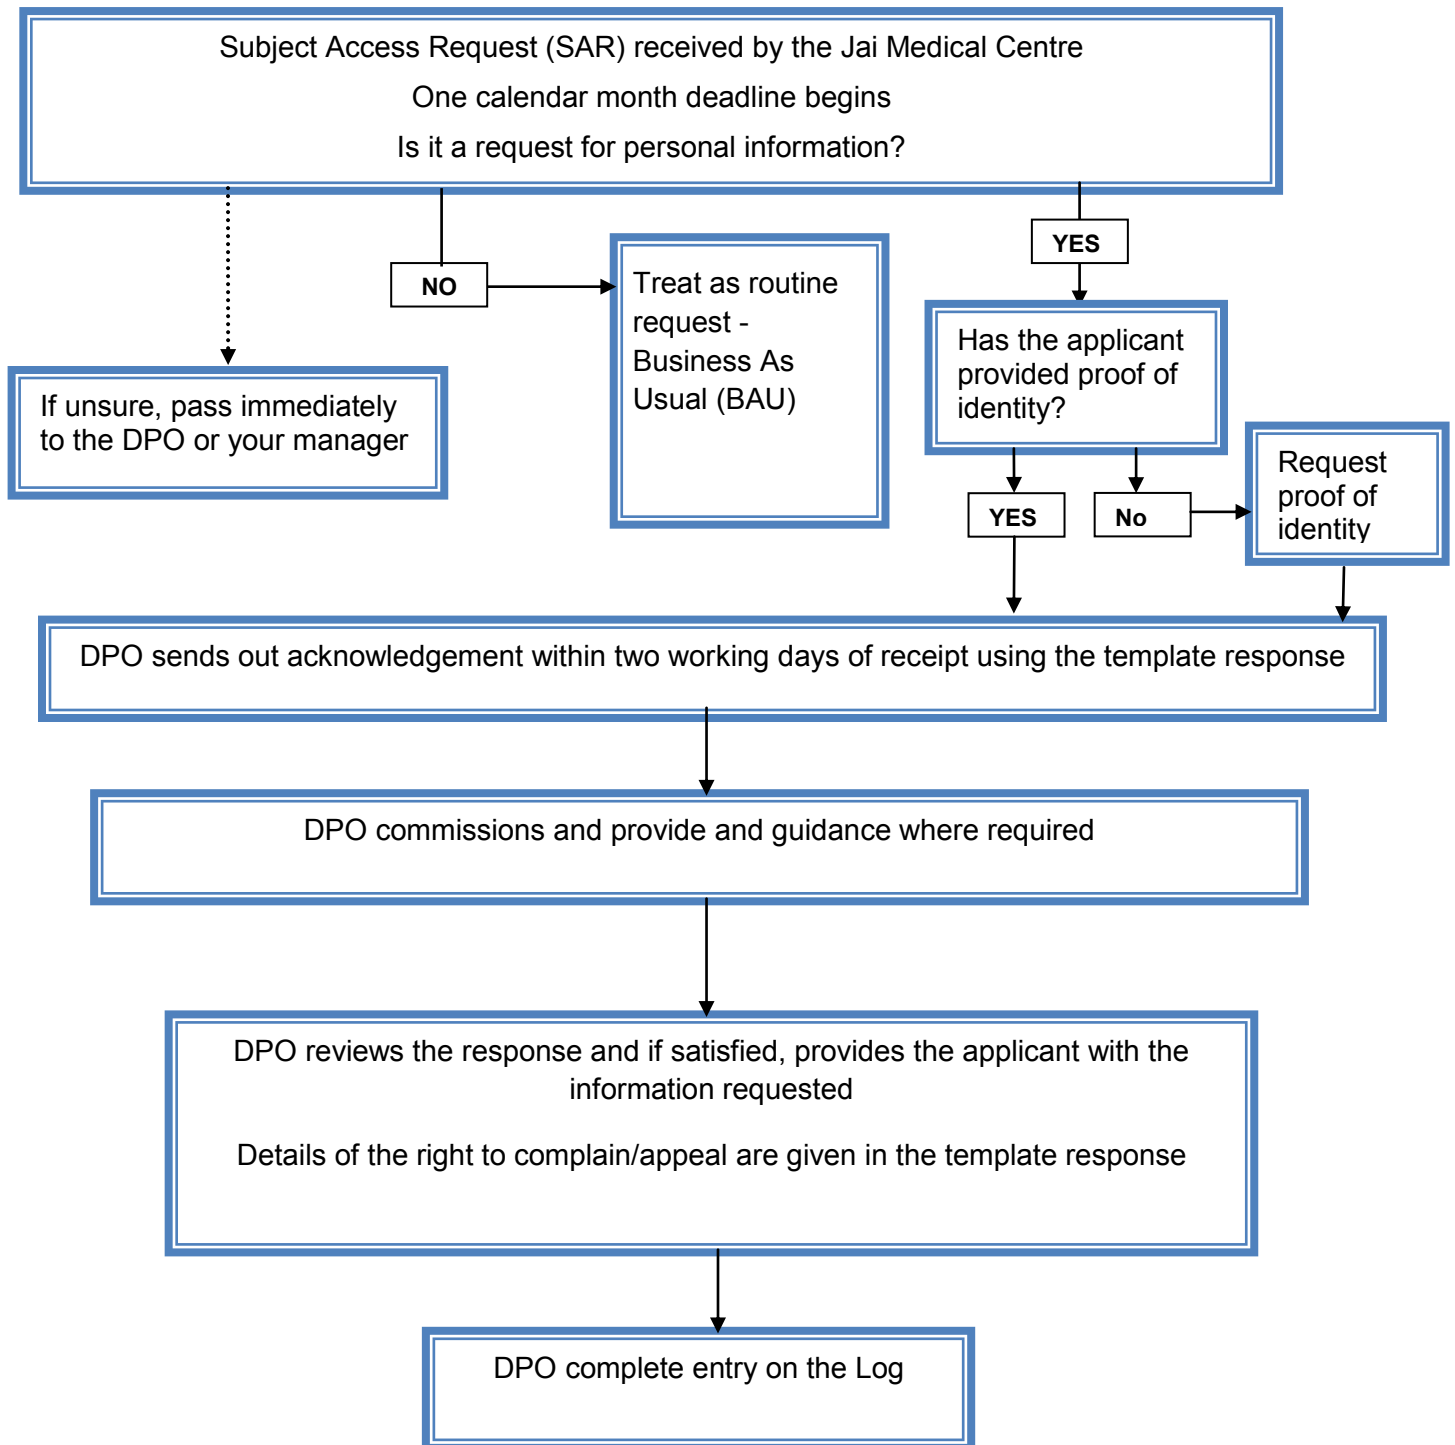 Subject Access Request (SAR) received by the Jai Medical Centre
One calendar month deadline begins
Is it a request for personal information?
YES
NO
Treat as routine
request -
Business As
Usual (BAU)
Has the applicant
provided proof of
identity?
If unsure, pass immediately
to the DPO or your manager
Request
proof of
identity
YES
No
DPO sends out acknowledgement within two working days of receipt using the template response
DPO commissions and provide and guidance where required
DPO reviews the response and if satisfied, provides the applicant with the
information requested
Details of the right to complain/appeal are given in the template response
DPO complete entry on the Log